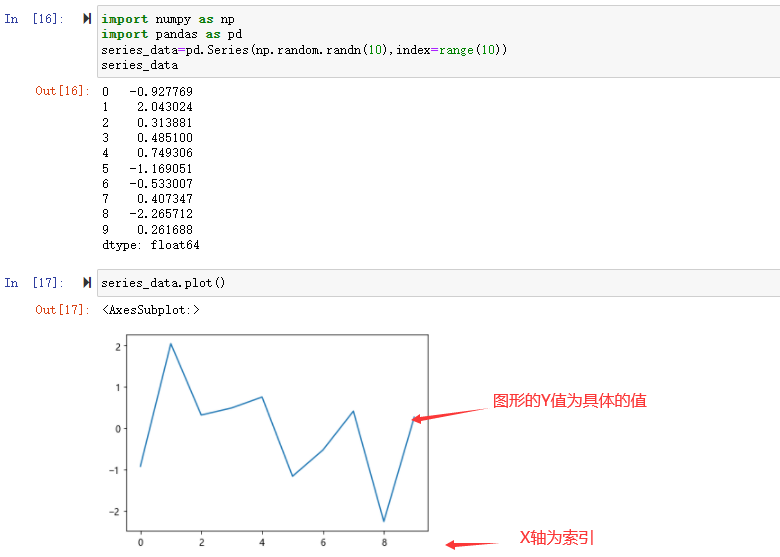 In [16]:
import numpy as np
import pandas as pd
series_data=pd.Series(np.random.randn(10),index=range(10))
series_data
Out[16]:
0 -0.927769
1 2.043024
2 0.313881
3 0.485100
4 0.749306
5 -1.169051
6 -0.533007
7 0.407347
8 -2.265712
9 0.261688
dtype: float64
In [17]:
series_data.plot()
Out[17]:
<AxesSubplot:>
2
1
0
-1
-2
图形的Y值为具体的值
0 2 4 6 8
X轴为索引